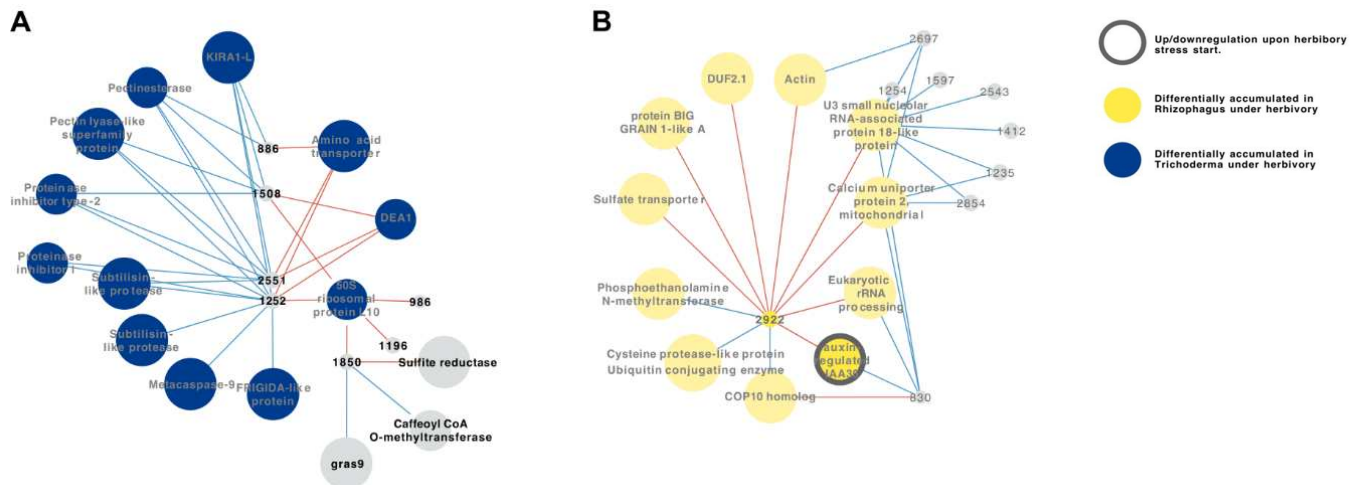 A
KIRA1-L
Pectinesterase
Pectin lyase-like
superfamily
protein
886
Amino acid
transporter
Proteinase
inhibitor type-2
1508
DEA1
Proteinase
inhibitor I
Subtilisin-
like protease
2551
1252
50S
ribosomal
protein L10
986
Subtilisin-
like protease
1196
1850
Sulfite reductase
Metacaspase-9
FRIGIDA-like
protein
Caffeoyl CoA
O-methyltransferase
gras9
B
2697
DUF2.1
Actin
1597
1254
2543
protein BIG
GRAIN 1-like A
U3 small nucleolar
RNA-associated
protein 18-like
protein
1412
1235
Sulfate transporter
Calcium uniporter
protein 2,
mitochondrial
2854
Phosphoethanolamine
N-methyltransferase
Eukaryotic
rRNA
processing
2922
Cysteine protease-like protein
Ubiquitin conjugating enzyme
auxin
regulated
COP10 homolog
830
Up/downregulation upon herbibory
stress start.
Differentially accumulated in
Rhizophagus under herbivory
Differentially accumulated in
Trichoderma under herbivory